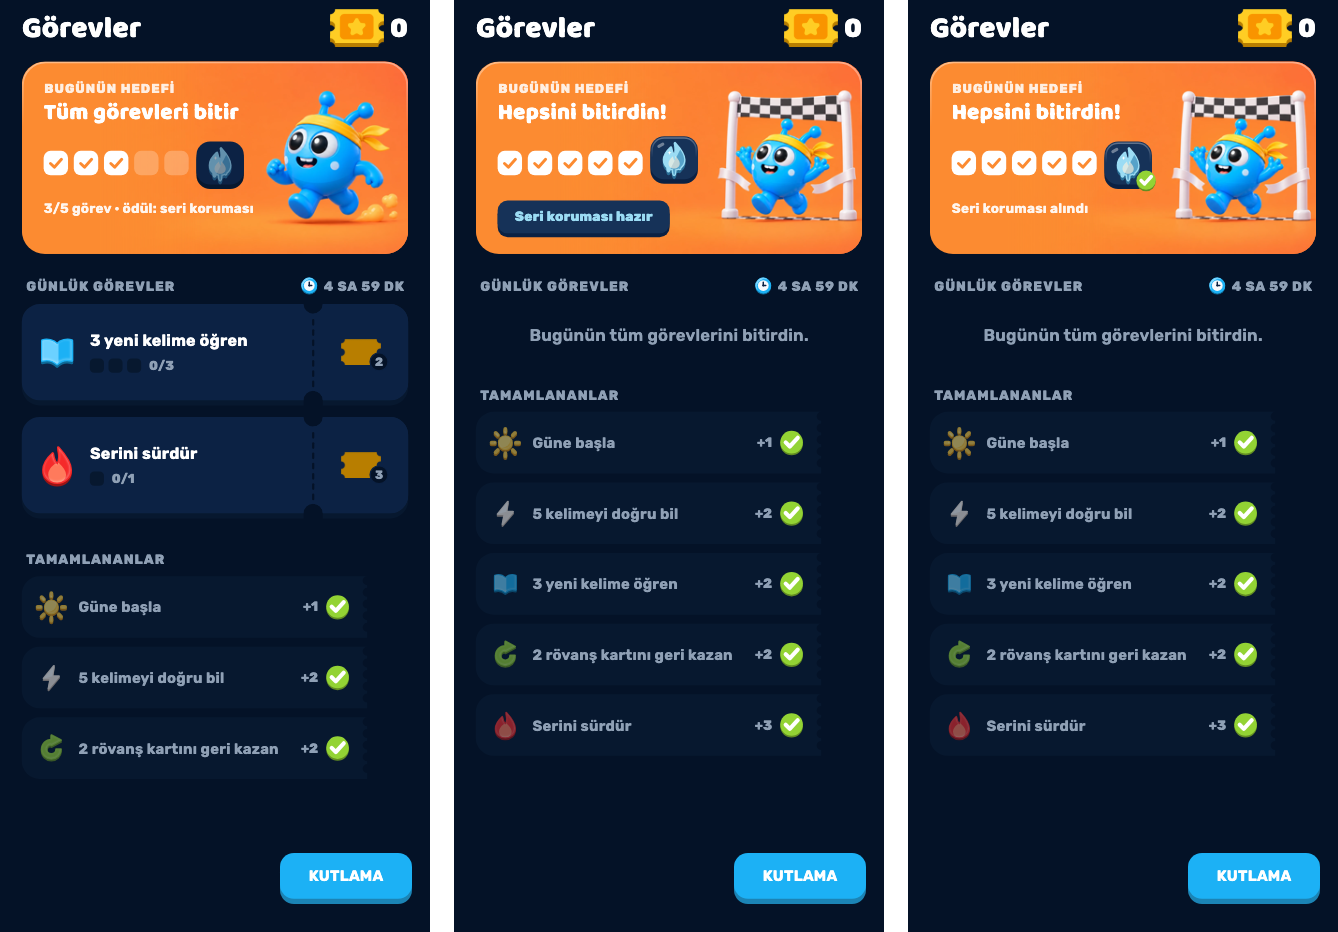 Görevler
0
BUGÜNÜN HEDEFİ
Tüm görevleri bitir
3/5 görev • ödül: seri koruması
GÜNLÜK GÖREVLER
4 SA 59 DK
3 yeni kelime öğren
0/3
2
Serini sürdür
0/1
3
TAMAMLANANLAR
Güne başla +1
5 kelimeyi doğru bil +2
2 rövanş kartını geri kazan +2
KUTLAMA
Görevler
0
BUGÜNÜN HEDEFİ
Hepsini bitirdin!
Seri koruması hazır
GÜNLÜK GÖREVLER
4 SA 59 DK
Bugünün tüm görevlerini bitirdin.
TAMAMLANANLAR
Güne başla +1
5 kelimeyi doğru bil +2
3 yeni kelime öğren +2
2 rövanş kartını geri kazan +2
Serini sürdür +3
KUTLAMA
Görevler
0
BUGÜNÜN HEDEFİ
Hepsini bitirdin!
Seri koruması alındı
GÜNLÜK GÖREVLER
4 SA 59 DK
Bugünün tüm görevlerini bitirdin.
TAMAMLANANLAR
Güne başla +1
5 kelimeyi doğru bil +2
3 yeni kelime öğren +2
2 rövanş kartını geri kazan +2
Serini sürdür +3
KUTLAMA